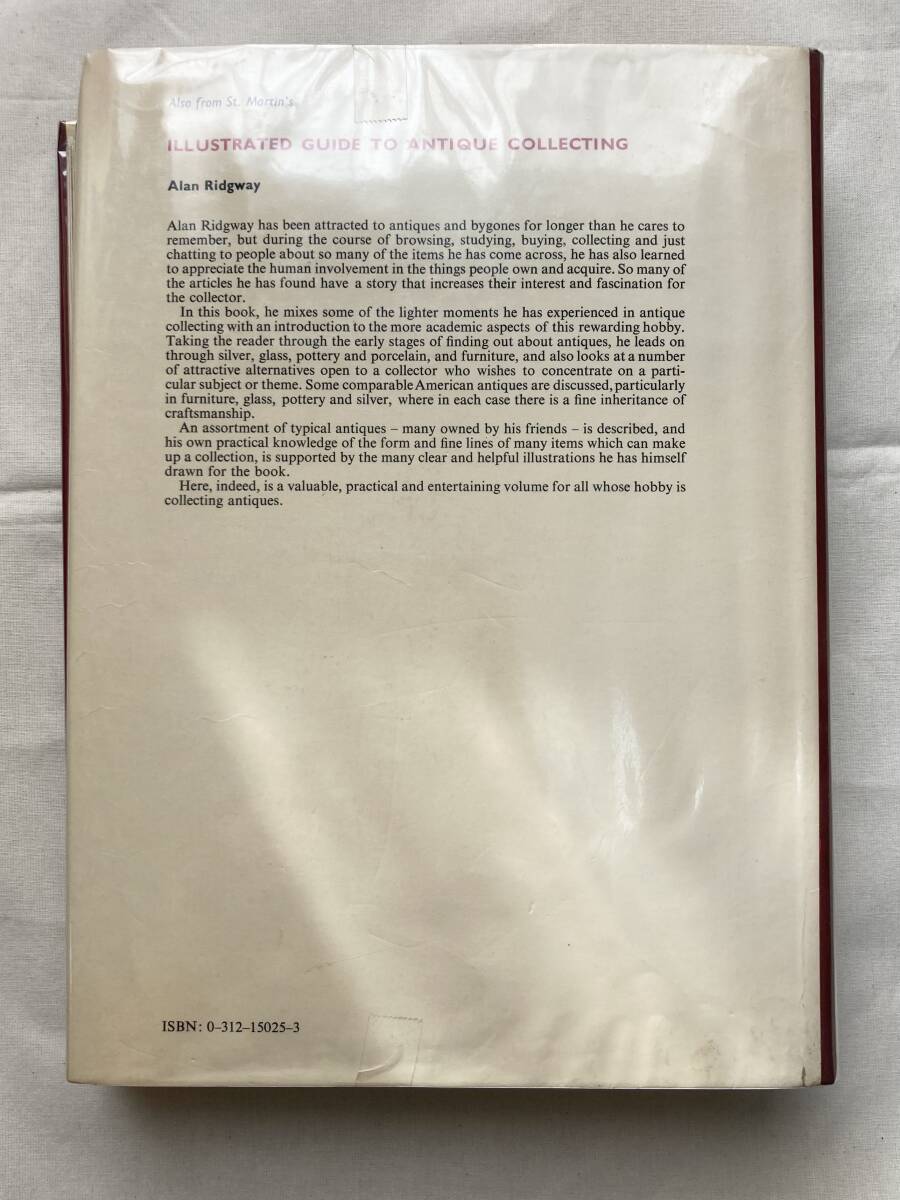 Also from St. Martin's
ILLUSTRATED GUIDE TO ANTIQUE COLLECTING
Alan Ridgway
Alan Ridgway has been attracted to antiques and bygones for longer than he cares to
remember, but during the course of browsing, studying, buying, collecting and just
chatting to people about so many of the items he has come across, he has also learned
to appreciate the human involvement in the things people own and acquire. So many of
the articles he has found have a story that increases their interest and fascination for
the collector.
In this book, he mixes some of the lighter moments he has experienced in antique
collecting with an introduction to the more academic aspects of this rewarding hobby.
Taking the reader through the early stages of finding out about antiques, he leads on
through silver, glass, pottery and porcelain, and furniture, and also looks at a number
of attractive alternatives open to a collector who wishes to concentrate on a parti-
cular subject or theme. Some comparable American antiques are discussed, particularly
in furniture, glass, pottery and silver, where in each case there is a fine inheritance of
craftsmanship.
An assortment of typical antiques – many owned by his friends – is described, and
his own practical knowledge of the form and fine lines of many items which can make
up a collection, is supported by the many clear and helpful illustrations he has himself
drawn for the book.
Here, indeed, is a valuable, practical and entertaining volume for all whose hobby is
collecting antiques.
ISBN: 0–312–15025–3